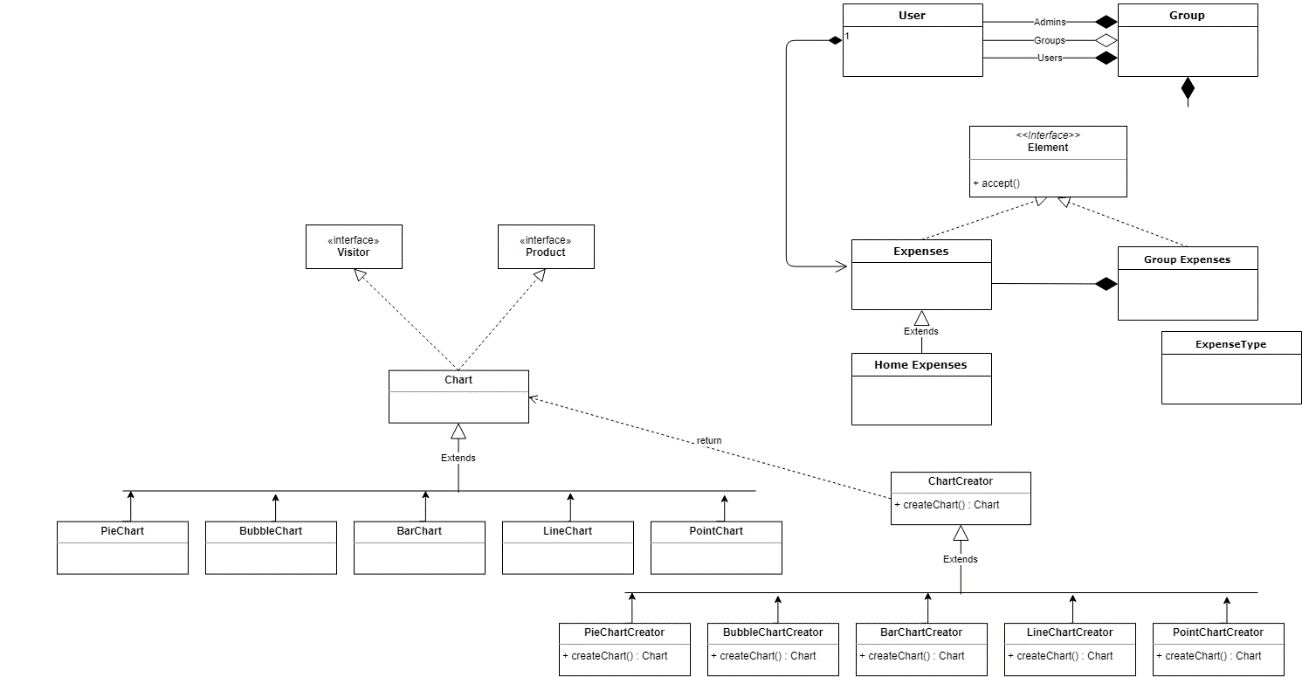 User
Group
Admins
1
Groups
Users
<<Interface>>
Element
+ accept()
«interface»
Visitor
«interface»
Product
Expenses
Group Expenses
Extends
ExpenseType
Home Expenses
Chart
return
Extends
ChartCreator
+ createChart() : Chart
PieChart
BubbleChart
BarChart
LineChart
PointChart
Extends
PieChartCreator
+ createChart() : Chart
BubbleChartCreator
+ createChart() : Chart
BarChartCreator
+ createChart() : Chart
LineChartCreator
+ createChart() : Chart
PointChartCreator
+ createChart() : Chart